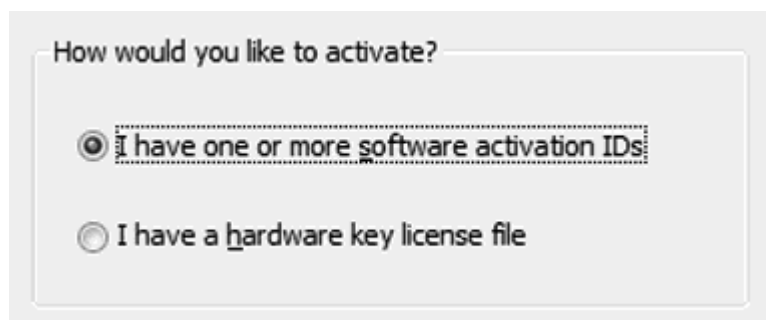 How would you like to activate?
I have one or more software activation IDs
I have a hardware key license file